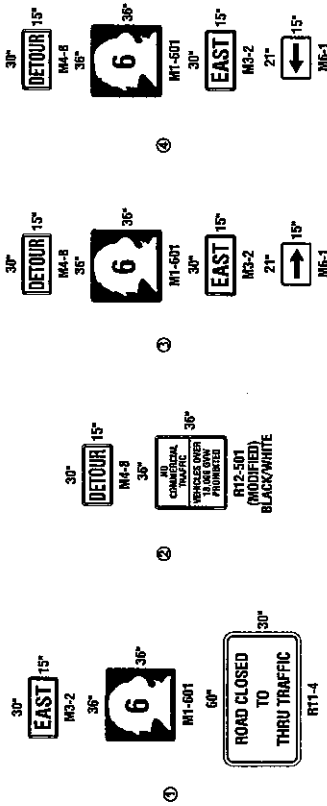 ①
30"
EAST 15"
M3-2
36"
6 36"
M1-601
60"
ROAD CLOSED
TO
THRU TRAFFIC
30"
R11-4
②
30"
DETOUR 15"
M4-8
36"
NO
COMMERCIAL
TRAFFIC
VEHICLES OVER
GVW
PROHIBITED
36"
R12-501
(MODIFIED)
BLACK/WHITE
③
30"
DETOUR 15"
M4-8
36"
6 36"
M1-601
30"
EAST 15"
M3-2
21"
→ 15"
M6-1
④
30"
DETOUR 15"
M4-8
36"
6 36"
M1-601
30"
EAST 15"
M3-2
21"
← 15"
M6-1